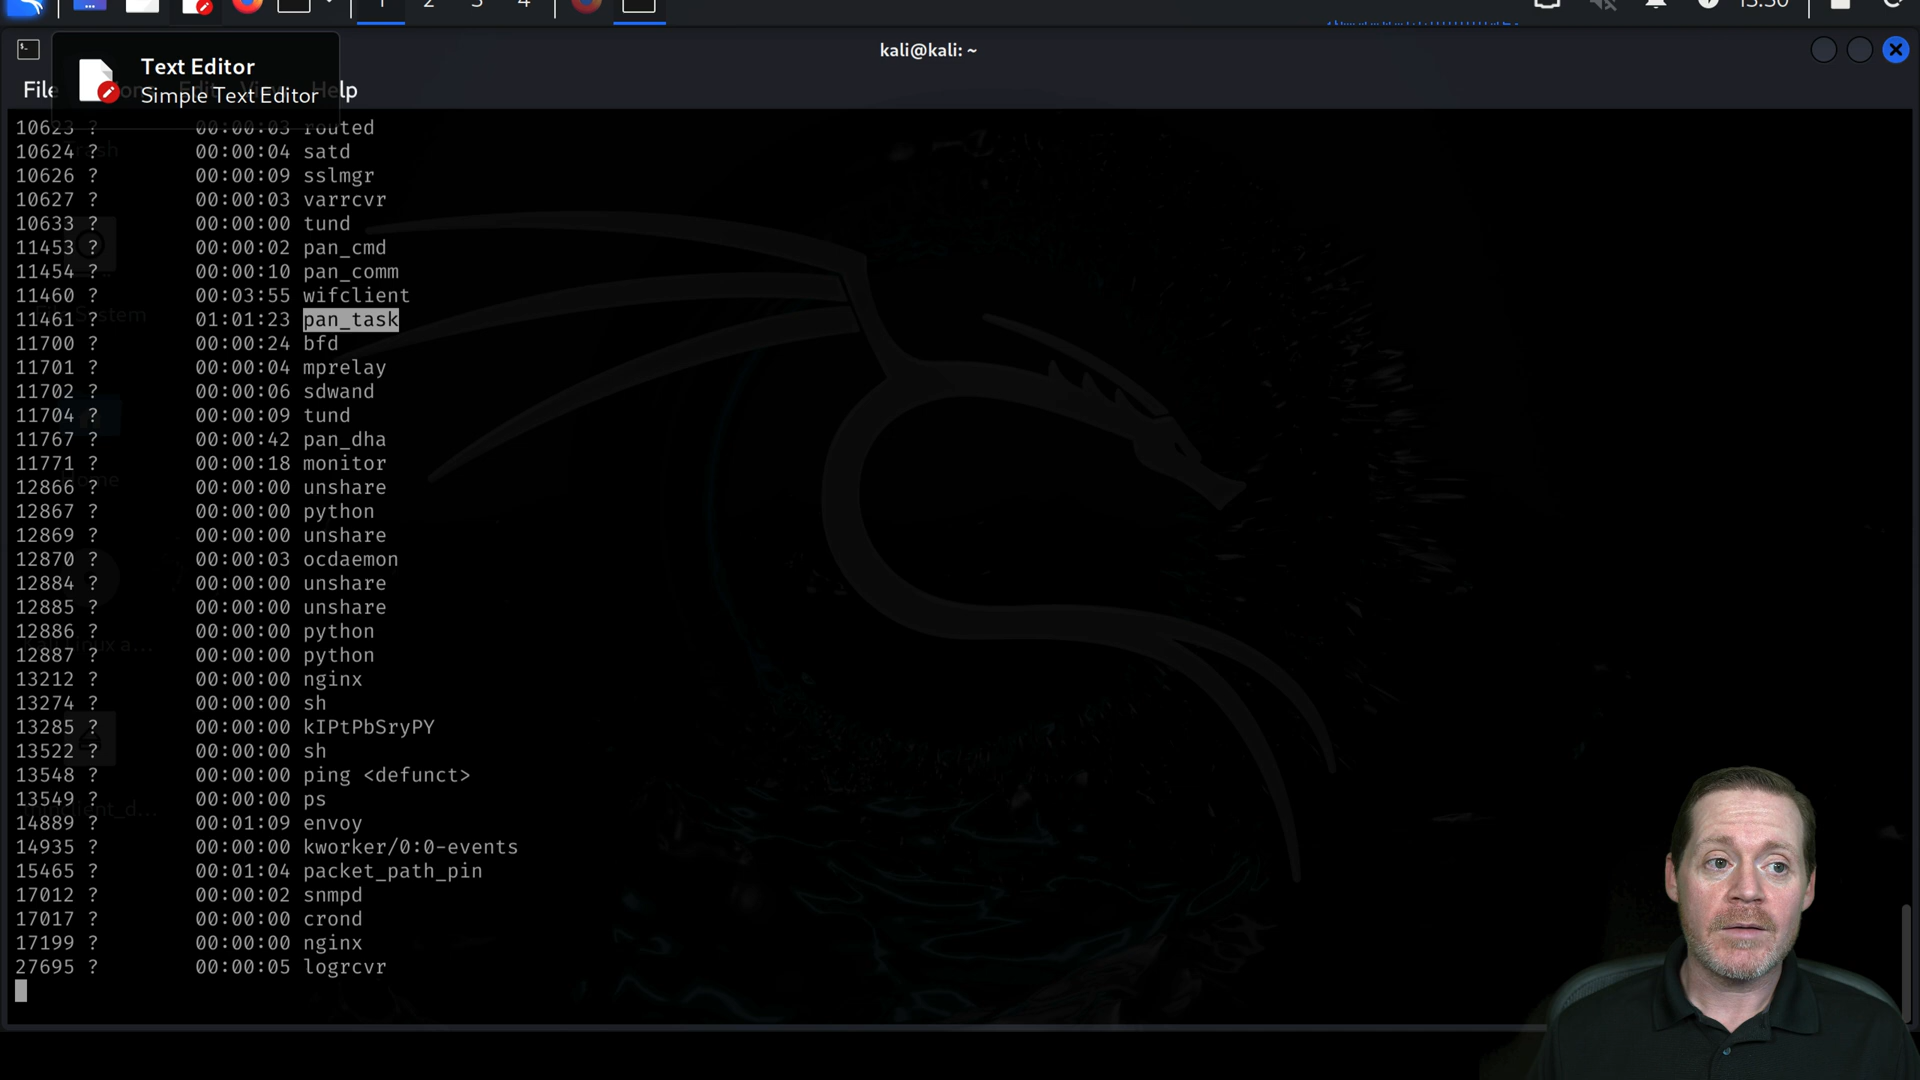 1 2 3 4 13:30
kali@kali: ~
Text Editor
Simple Text Editor
File Help
10623 ? 00:00:03 routed
10624 ? 00:00:04 satd
10626 ? 00:00:09 sslmgr
10627 ? 00:00:03 varrcvr
10633 ? 00:00:00 tund
11453 ? 00:00:02 pan_cmd
11454 ? 00:00:10 pan_comm
11460 ? 00:03:55 wifclient
11461 ? 01:01:23 pan_task
11700 ? 00:00:24 bfd
11701 ? 00:00:04 mprelay
11702 ? 00:00:06 sdwand
11704 ? 00:00:09 tund
11767 ? 00:00:42 pan_dha
11771 ? 00:00:18 monitor
12866 ? 00:00:00 unshare
12867 ? 00:00:00 python
12869 ? 00:00:00 unshare
12870 ? 00:00:03 ocdaemon
12884 ? 00:00:00 unshare
12885 ? 00:00:00 unshare
12886 ? 00:00:00 python
12887 ? 00:00:00 python
13212 ? 00:00:00 nginx
13274 ? 00:00:00 sh
13285 ? 00:00:00 kIPtPbSryPY
13522 ? 00:00:00 sh
13548 ? 00:00:00 ping <defunct>
13549 ? 00:00:00 ps
14889 ? 00:01:09 envoy
14935 ? 00:00:00 kworker/0:0-events
15465 ? 00:01:04 packet_path_pin
17012 ? 00:00:02 snmpd
17017 ? 00:00:00 crond
17199 ? 00:00:00 nginx
27695 ? 00:00:05 logrcvr